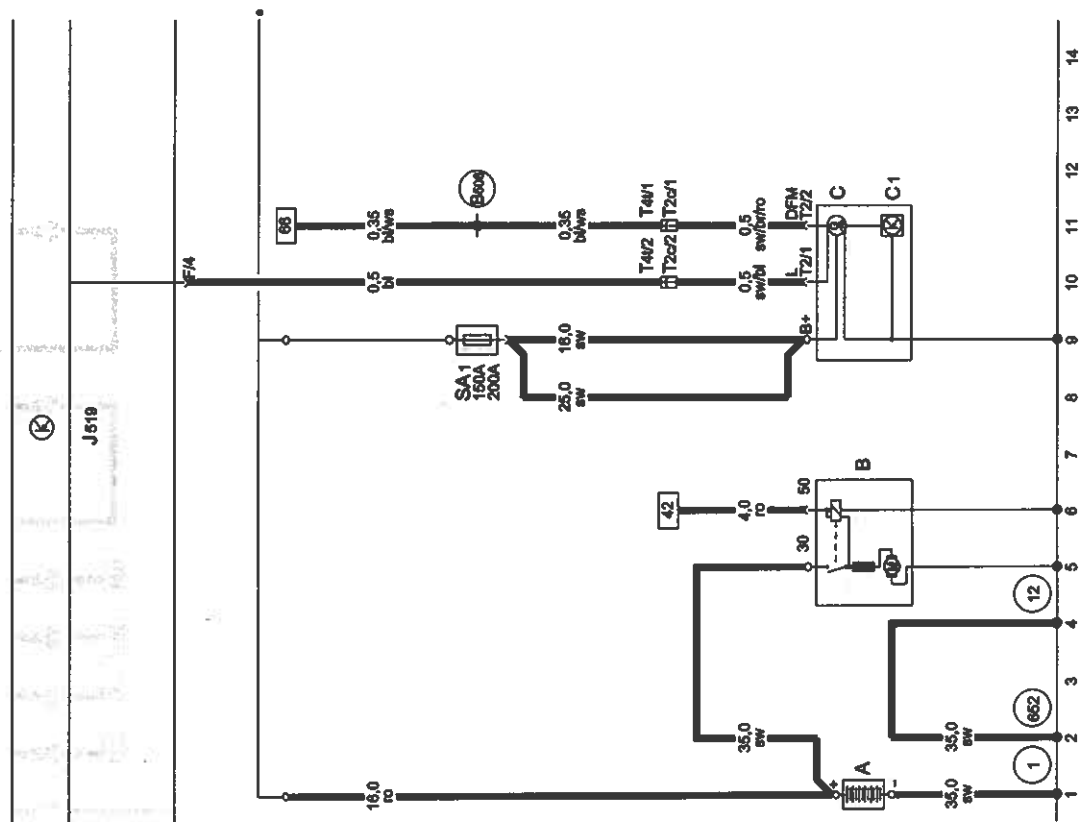 K
J519
F/4
a
66
16,0
ro
0,5
bl
0,35
bl/ws
SA1
150A
200A
25,0
sw
16,0
sw
0,35
bl/ws
T4t/2
T4t/1
T2c/2
T2c/1
42
35,0
sw
4,0
ro
0,5
sw/bl
0,5
sw/br/ro
30
50
B+
L
T2/1
DFM
T2/2
+
A
-
B
M
G
C
C1
35,0
sw
35,0
sw
1
652
12
1
2
3
4
5
6
7
8
9
10
11
12
13
14